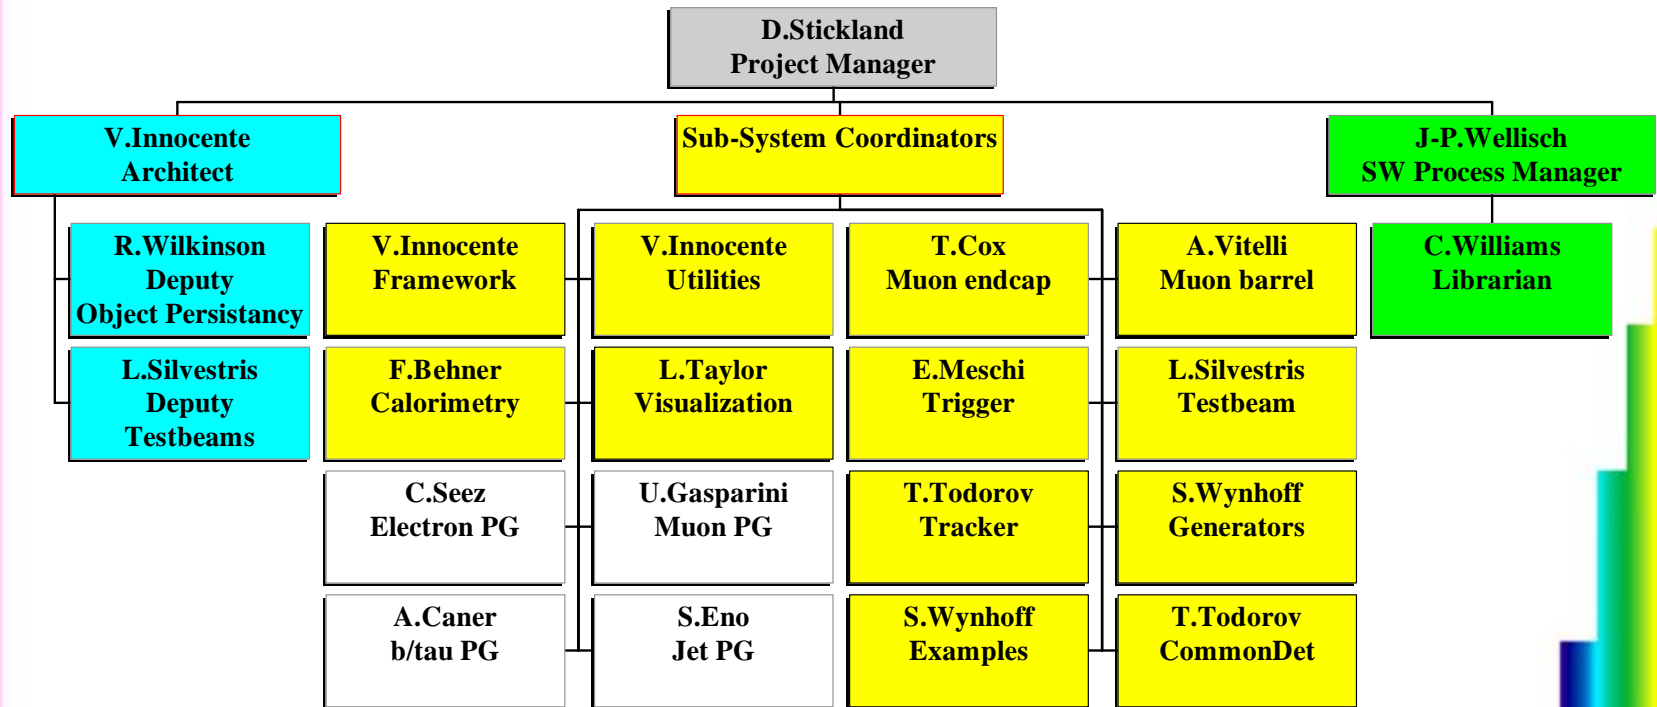 D.Stickland
Project Manager
V.Innocente
Architect
Sub-System Coordinators
J-P.Wellisch
SW Process Manager
R.Wilkinson
Deputy
Object Persistancy
V.Innocente
Framework
V.Innocente
Utilities
T.Cox
Muon endcap
A.Vitelli
Muon barrel
C.Williams
Librarian
L.Silvestris
Deputy
Testbeams
F.Behner
Calorimetry
L.Taylor
Visualization
E.Meschi
Trigger
L.Silvestris
Testbeam
C.Seez
Electron PG
U.Gasparini
Muon PG
T.Todorov
Tracker
S.Wynhoff
Generators
A.Caner
b/tau PG
S.Eno
Jet PG
S.Wynhoff
Examples
T.Todorov
CommonDet